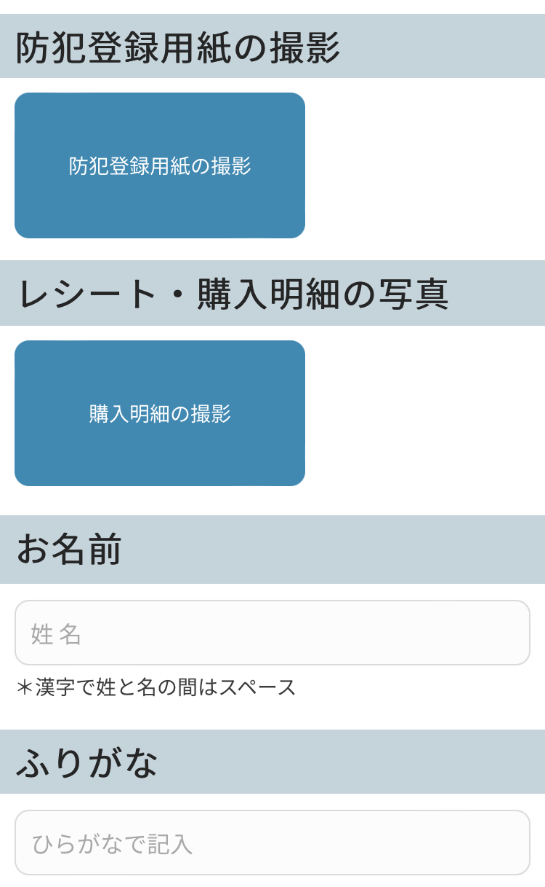 防犯登録用紙の撮影
防犯登録用紙の撮影
レシート・購入明細の写真
購入明細の撮影
お名前
姓 名
＊漢字で姓と名の間はスペース
ふりがな
ひらがなで記入